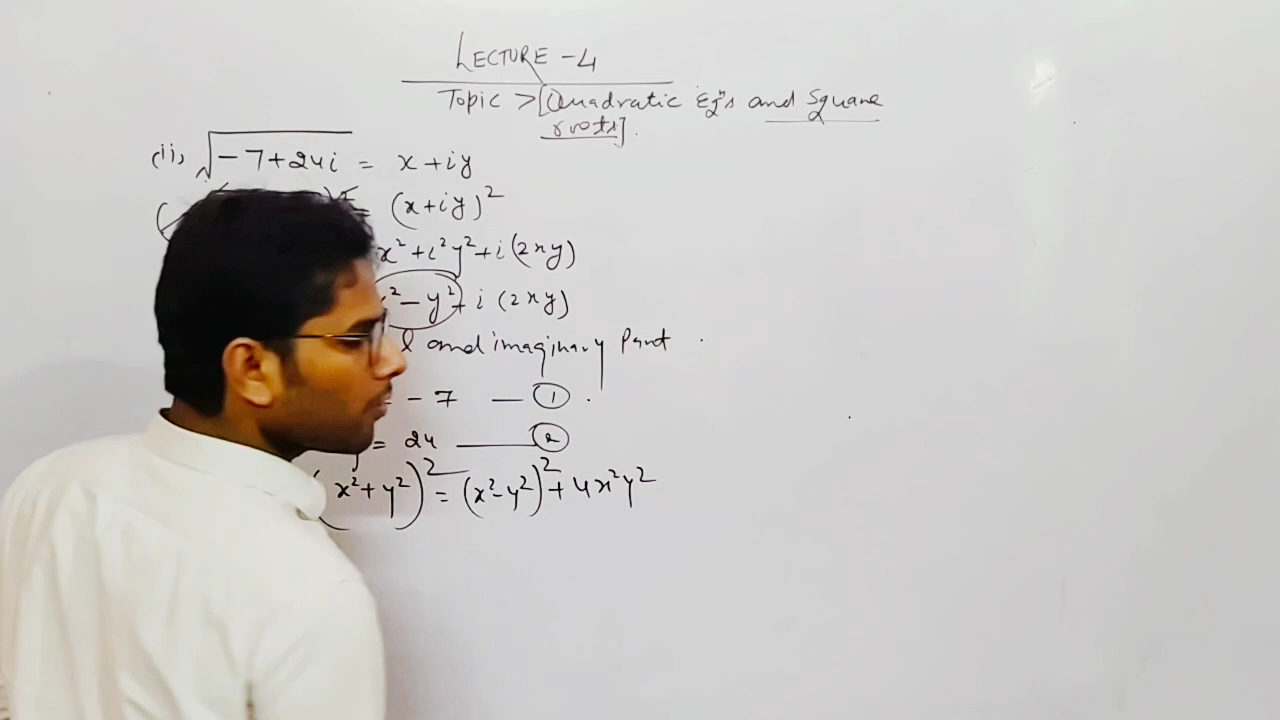 LECTURE - 4
Topic > [Quadratic Eqⁿs and Square
roots].
(ii) √-7+24i = x+iy
= (x+iy)²
x²+i²y²+i(2xy)
²-y²+i(2xy)
l and imaginary Part .
= -7 — ① .
y = 24 — ②
(x²+y²)² = (x²-y²)²+4x²y²